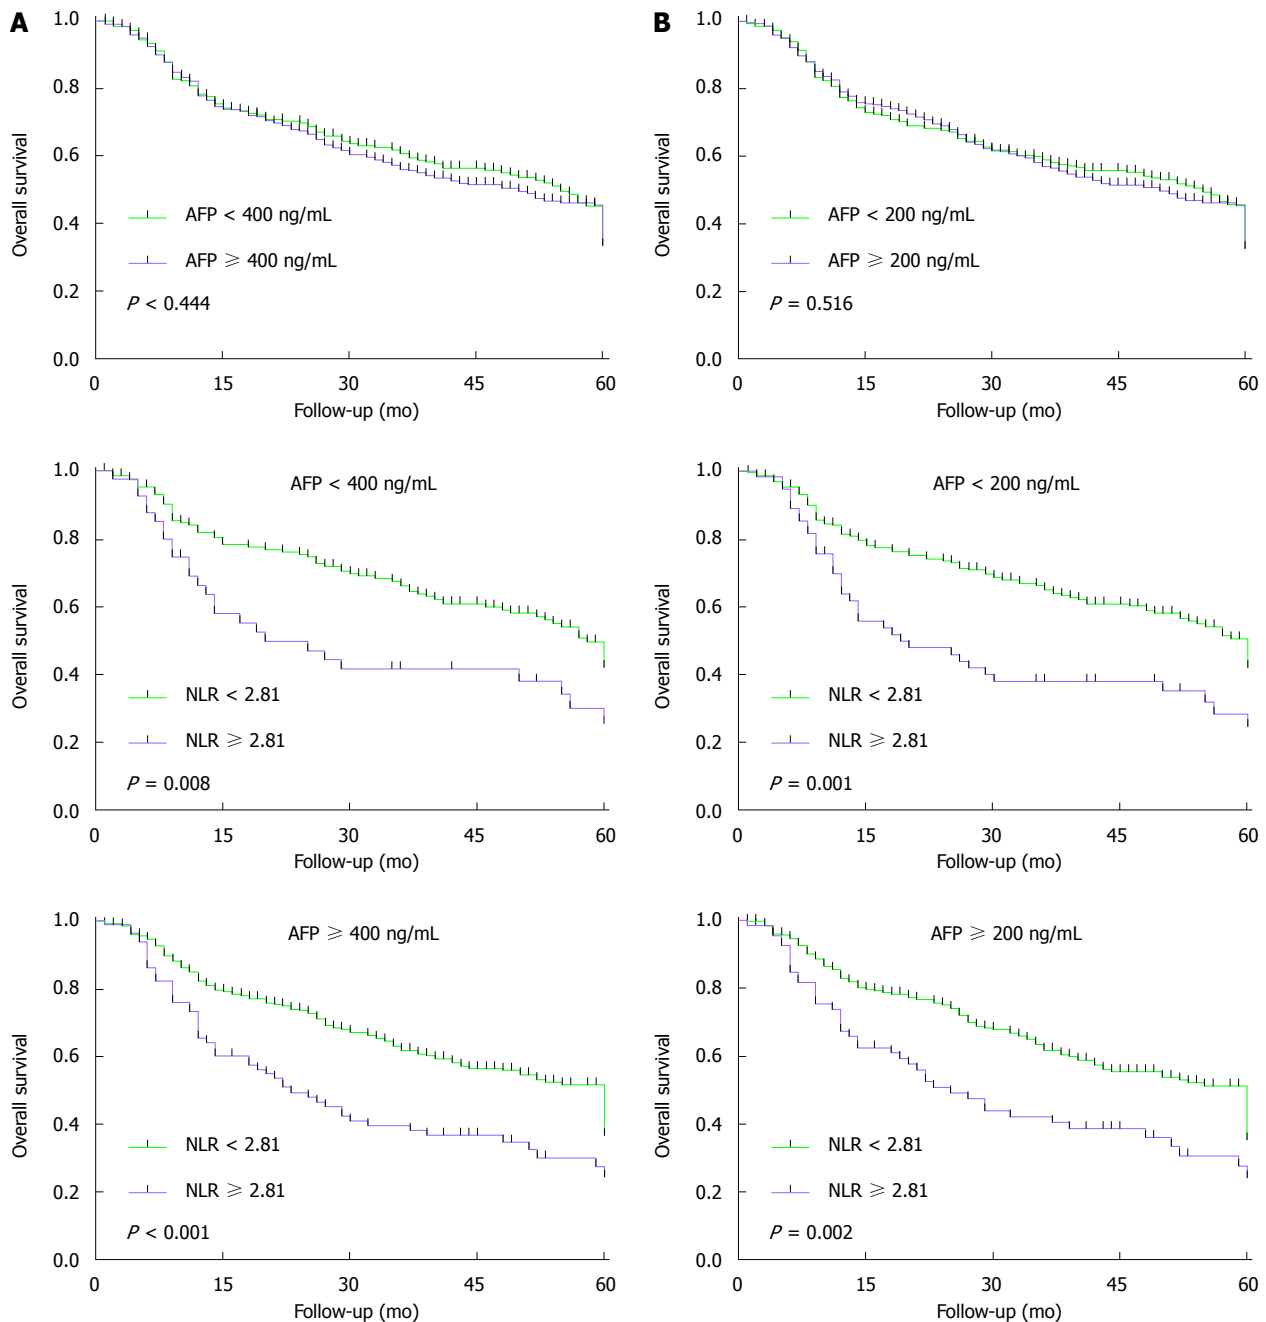 A
1.0
0.8
0.6
0.4
0.2
0.0
Overall survival
AFP < 400 ng/mL
AFP ≥ 400 ng/mL
P < 0.444
0 15 30 45 60
Follow-up (mo)
B
1.0
0.8
0.6
0.4
0.2
0.0
Overall survival
AFP < 200 ng/mL
AFP ≥ 200 ng/mL
P = 0.516
0 15 30 45 60
Follow-up (mo)
1.0
0.8
0.6
0.4
0.2
0.0
Overall survival
AFP < 400 ng/mL
NLR < 2.81
NLR ≥ 2.81
P = 0.008
0 15 30 45 60
Follow-up (mo)
1.0
0.8
0.6
0.4
0.2
0.0
Overall survival
AFP < 200 ng/mL
NLR < 2.81
NLR ≥ 2.81
P = 0.001
0 15 30 45 60
Follow-up (mo)
1.0
0.8
0.6
0.4
0.2
0.0
Overall survival
AFP ≥ 400 ng/mL
NLR < 2.81
NLR ≥ 2.81
P < 0.001
0 15 30 45 60
Follow-up (mo)
1.0
0.8
0.6
0.4
0.2
0.0
Overall survival
AFP ≥ 200 ng/mL
NLR < 2.81
NLR ≥ 2.81
P = 0.002
0 15 30 45 60
Follow-up (mo)